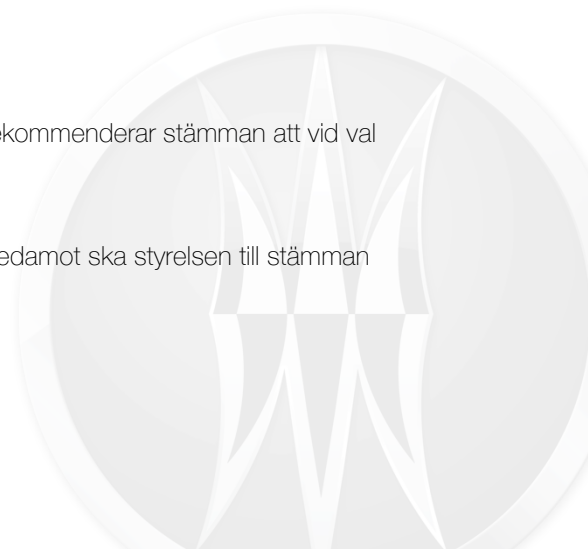 ekommenderar stämman att vid val
edamot ska styrelsen till stämman